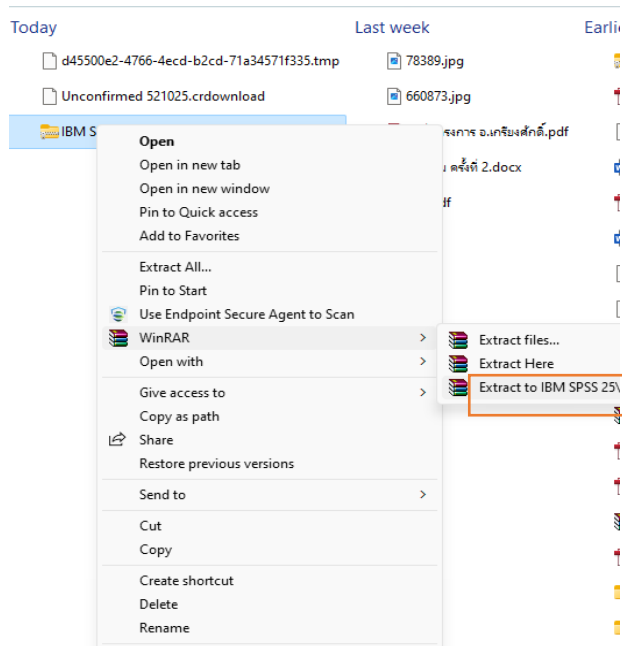 Today
d45500e2-4766-4ecd-b2cd-71a34571f335.tmp
Unconfirmed 521025.crdownload
IBM S
Last week
78389.jpg
660873.jpg
รงการ อ.เกรียงศักดิ์.pdf
ครั้งที่ 2.docx
df
Earli
Open
Open in new tab
Open in new window
Pin to Quick access
Add to Favorites
Extract All...
Pin to Start
Use Endpoint Secure Agent to Scan
WinRAR
Open with
Give access to
Copy as path
Share
Restore previous versions
Send to
Cut
Copy
Create shortcut
Delete
Rename
Extract files...
Extract Here
Extract to IBM SPSS 25\